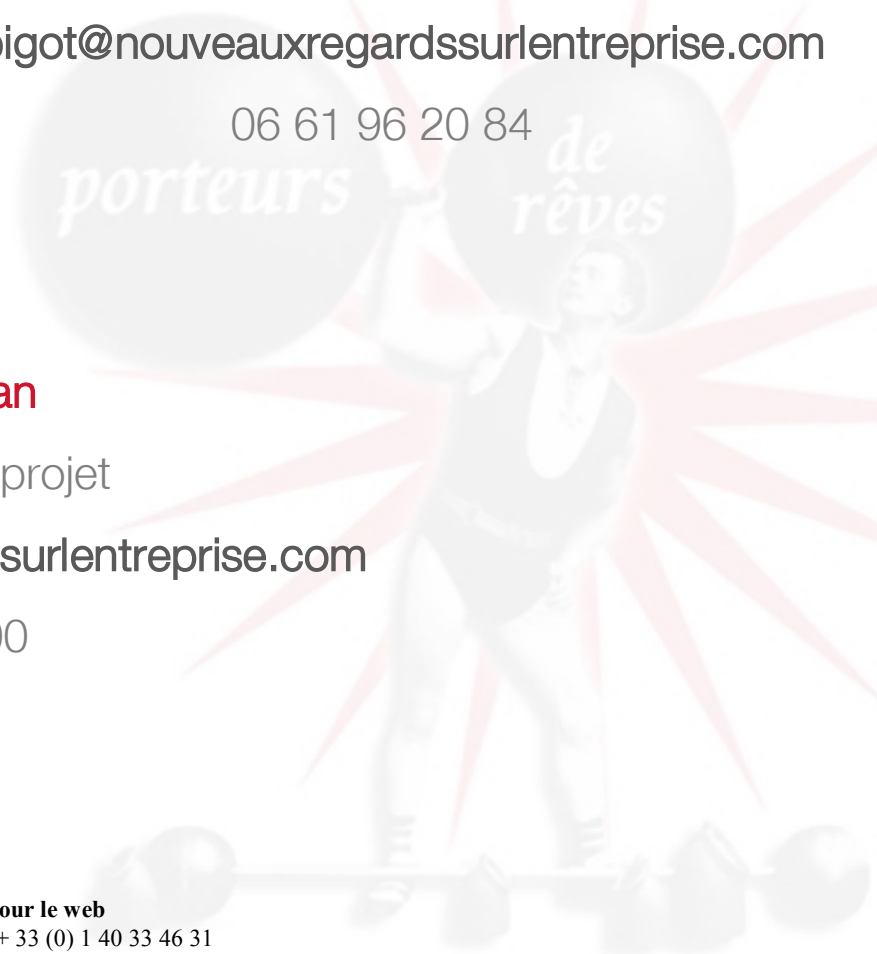 bigot@nouveauxregardssurlentreprise.com
06 61 96 20 84
porteurs
de
rêves
an
projet
surlentreprise.com
00
our le web
+ 33 (0) 1 40 33 46 31